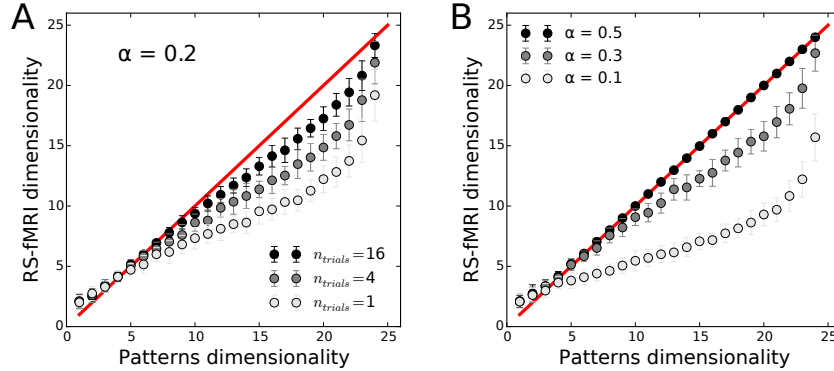 A
α = 0.2
RS-fMRI dimensionality
25
20
15
10
5
0
n_trials = 16
n_trials = 4
n_trials = 1
0 5 10 15 20 25
Patterns dimensionality
B
α = 0.5
α = 0.3
α = 0.1
RS-fMRI dimensionality
25
20
15
10
5
0
0 5 10 15 20 25
Patterns dimensionality